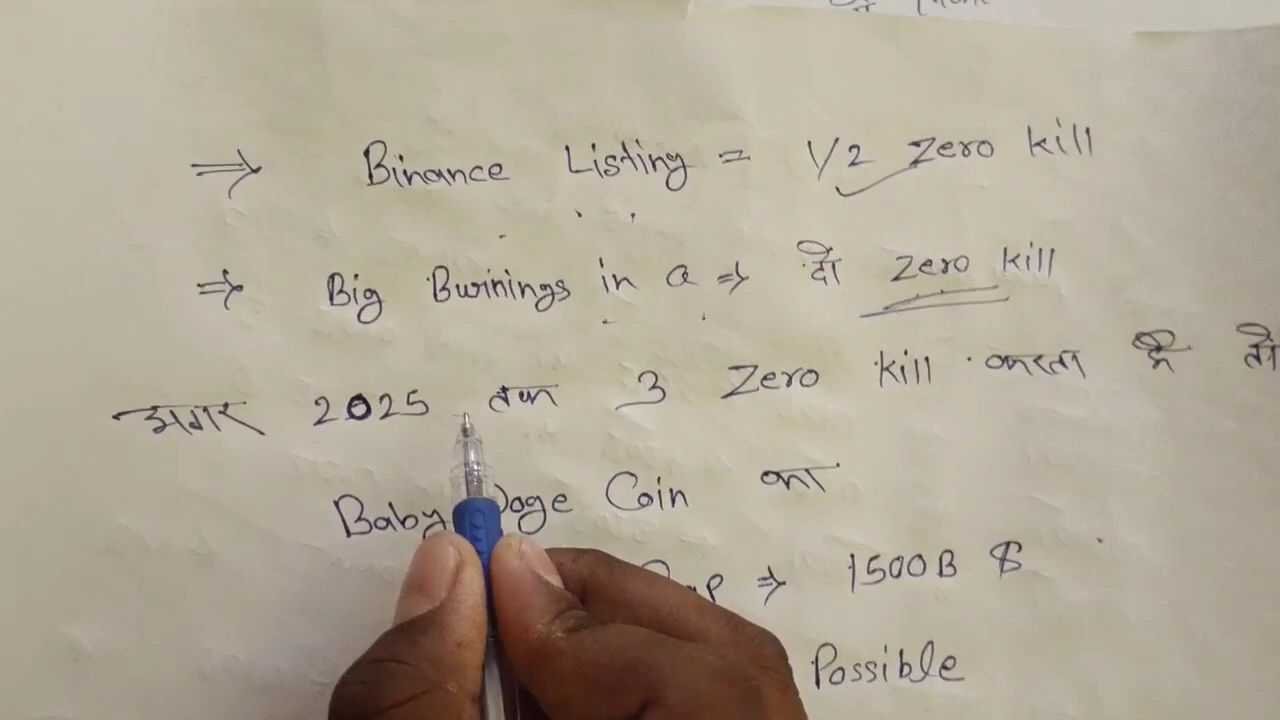 ⇒ Binance Listing = 1/2 Zero kill
⇒ Big Burinings in a ⇒ दो Zero kill
अगर 2025 तक 3 Zero kill करता है तो
Baby Doge Coin का
⇒ 1500B $
Possible